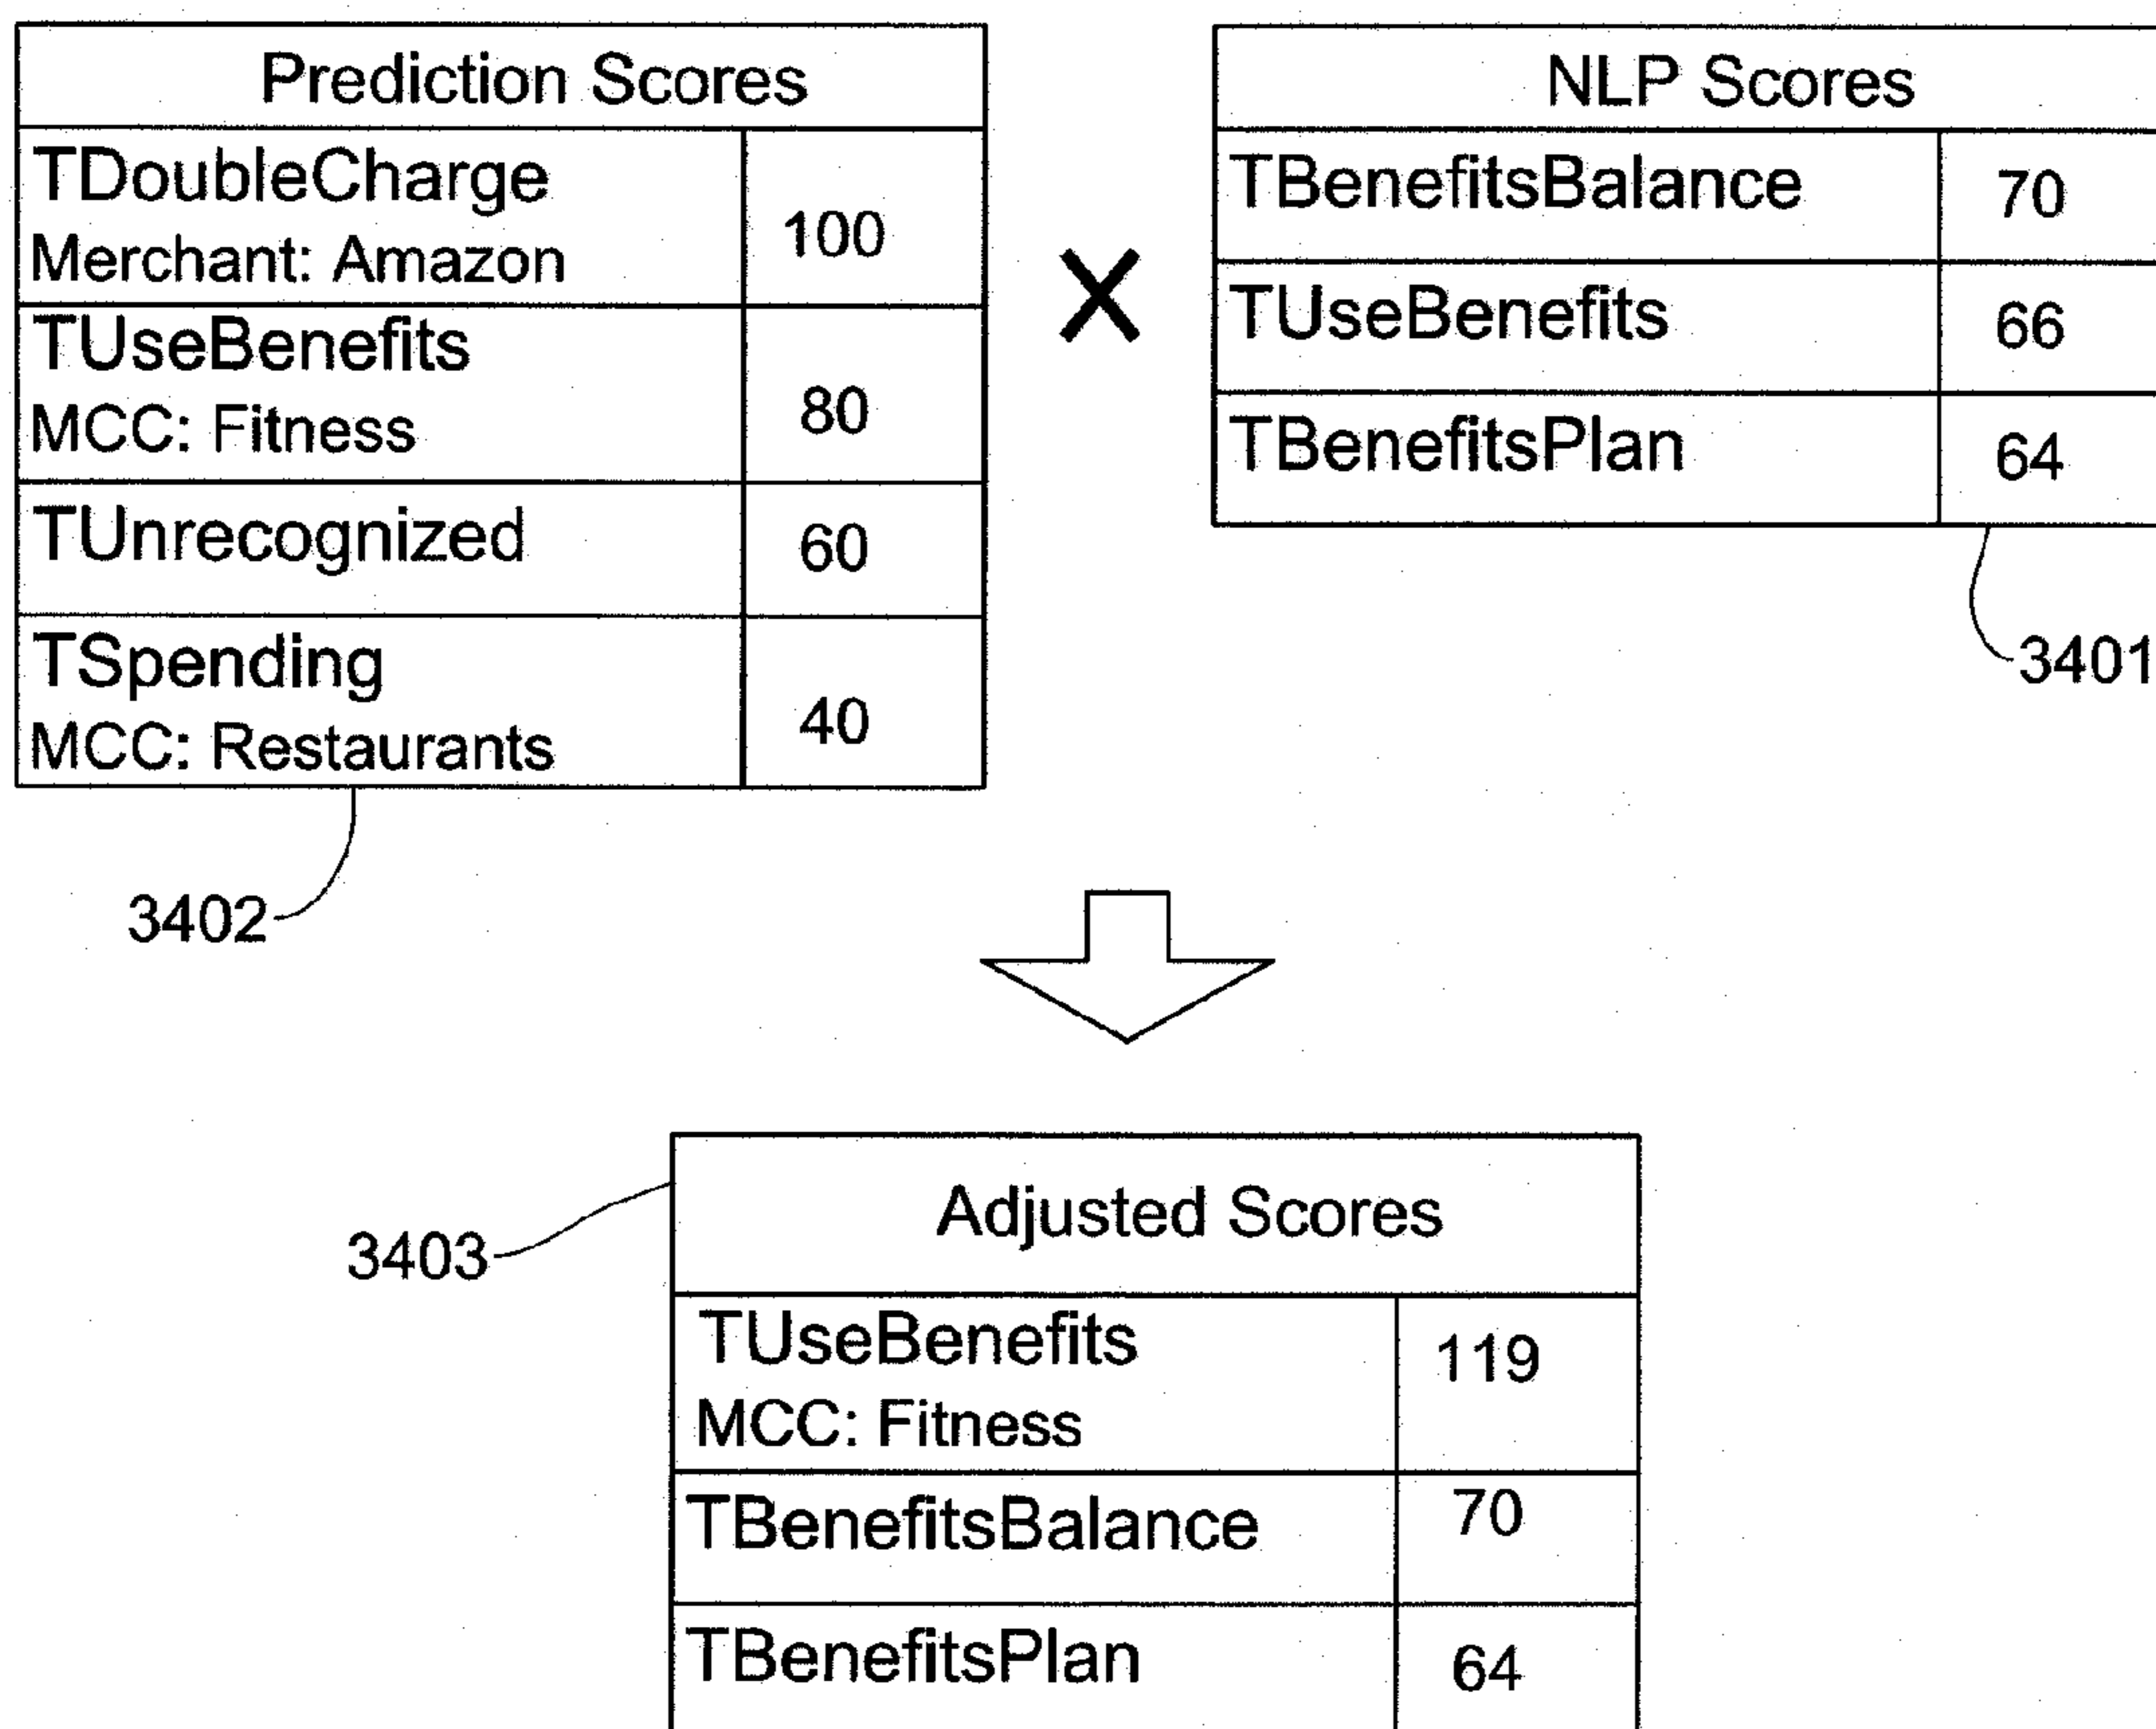 Prediction Scores
TDoubleCharge
Merchant: Amazon
100
TUseBenefits
MCC: Fitness
80
TUnrecognized
60
TSpending
MCC: Restaurants
40
3402
X
NLP Scores
TBenefitsBalance
70
TUseBenefits
66
TBenefitsPlan
64
3401
3403
Adjusted Scores
TUseBenefits
MCC: Fitness
119
TBenefitsBalance
70
TBenefitsPlan
64